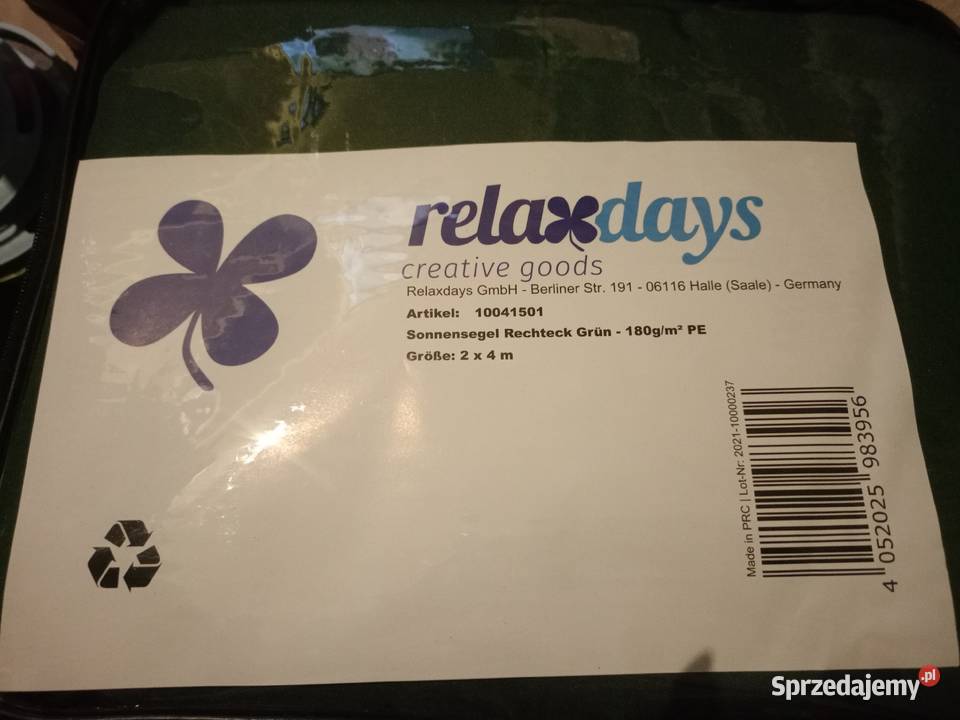 relaxdays
creative goods
Relaxdays GmbH - Berliner Str. 191 - 06116 Halle (Saale) - Germany
Artikel: 10041501
Sonnensegel Rechteck Grün - 180g/m² PE
Größe: 2 x 4 m
Made in PRC | Lot-Nr: 2021-10000237
4 052025 983956
Sprzedajemy.pl